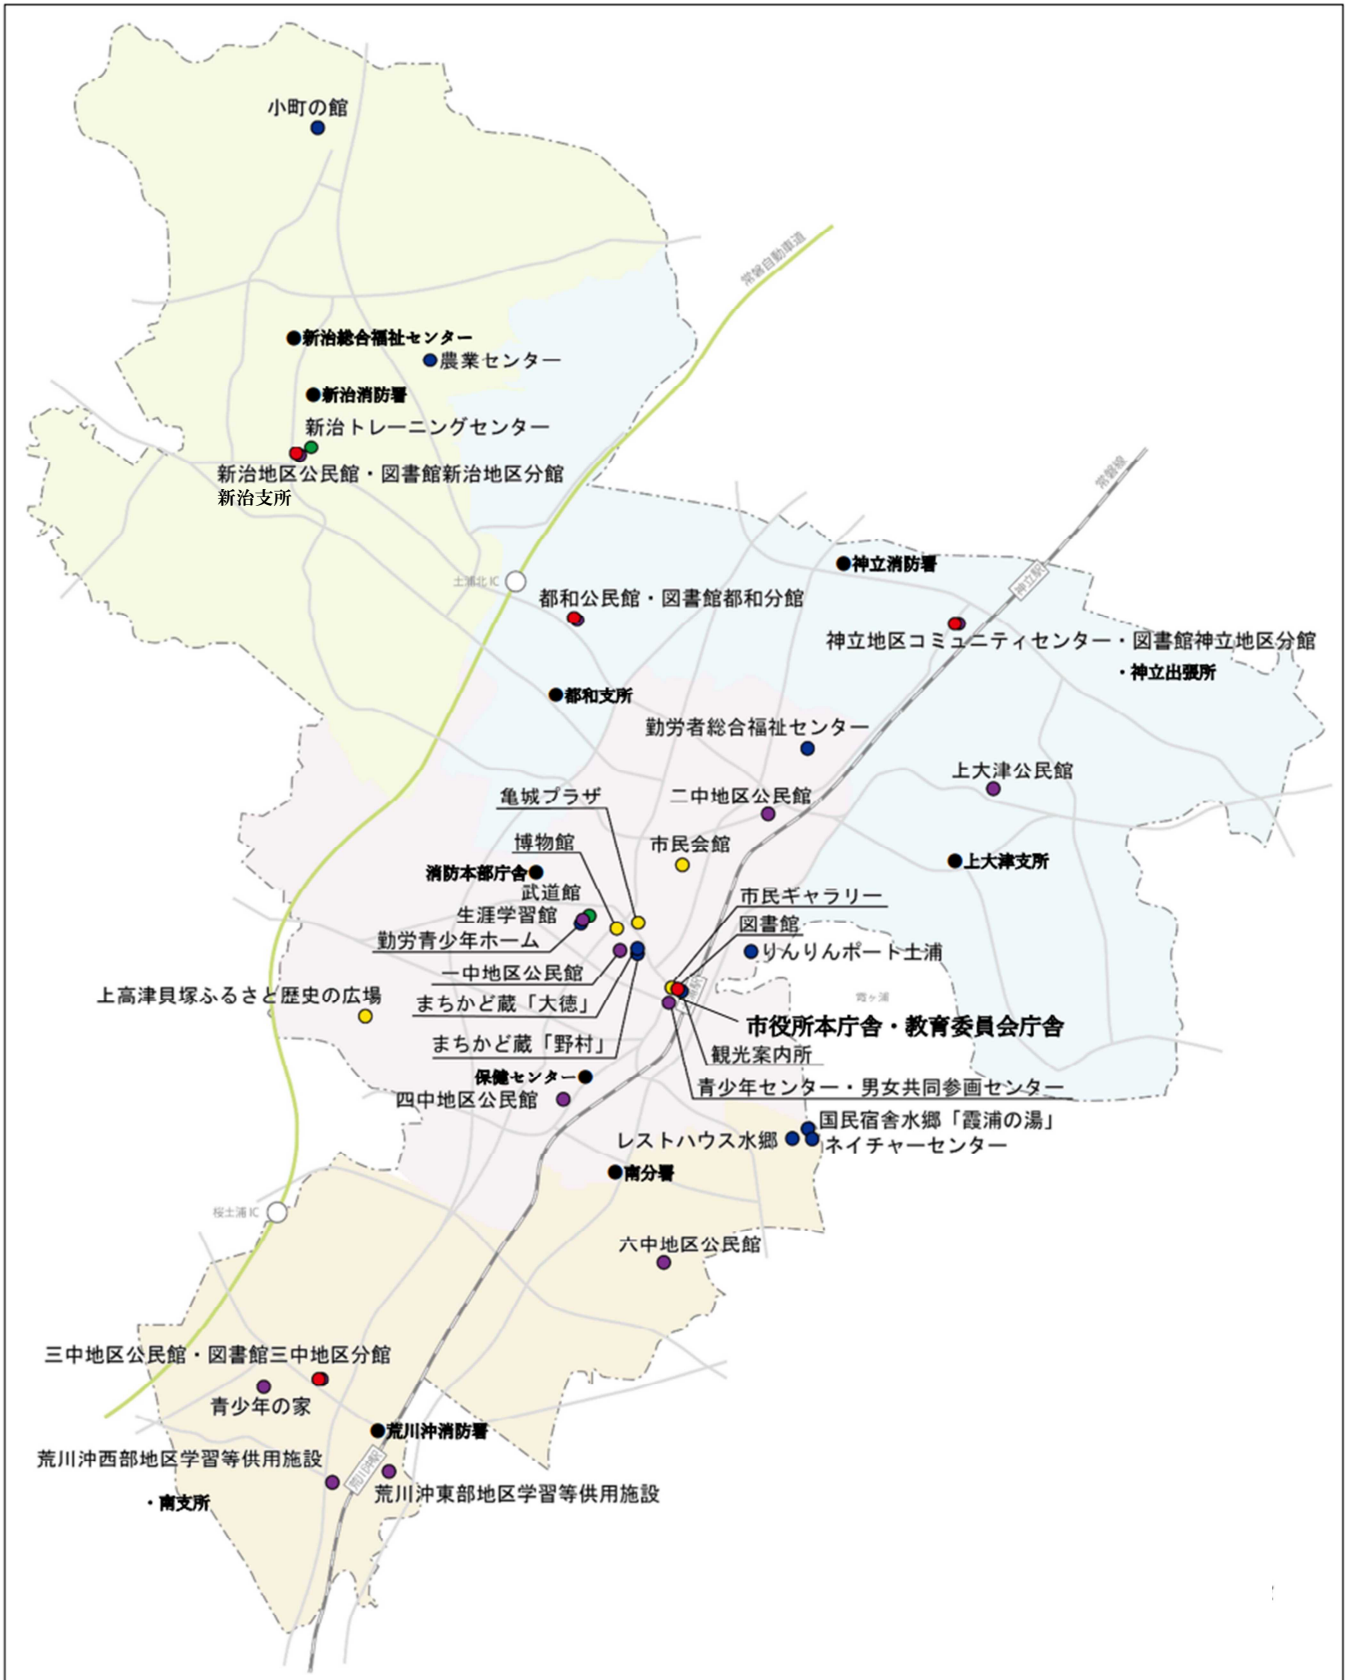 小町の館
常磐自動車道
●新治総合福祉センター
農業センター
●新治消防署
新治トレーニングセンター
新治地区公民館・図書館新治地区分館
新治支所
常磐線
土浦北IC
●神立消防署
神立駅
都和公民館・図書館都和分館
神立地区コミュニティセンター・図書館神立地区分館
・神立出張所
●都和支所
勤労者総合福祉センター
上大津公民館
亀城プラザ
二中地区公民館
博物館
市民会館
●上大津支所
消防本部庁舎●
武道館
市民ギャラリー
生涯学習館
図書館
勤労青少年ホーム
りんりんポート土浦
一中地区公民館
上高津貝塚ふるさと歴史の広場
霞ヶ浦
まちかど蔵「大徳」
市役所本庁舎・教育委員会庁舎
まちかど蔵「野村」
観光案内所
保健センター●
青少年センター・男女共同参画センター
四中地区公民館
国民宿舎水郷「霞浦の湯」
レストハウス水郷
ネイチャーセンター
●南分署
桜土浦IC
六中地区公民館
三中地区公民館・図書館三中地区分館
青少年の家
●荒川沖消防署
荒川沖西部地区学習等供用施設
荒川沖駅
荒川沖東部地区学習等供用施設
・南支所